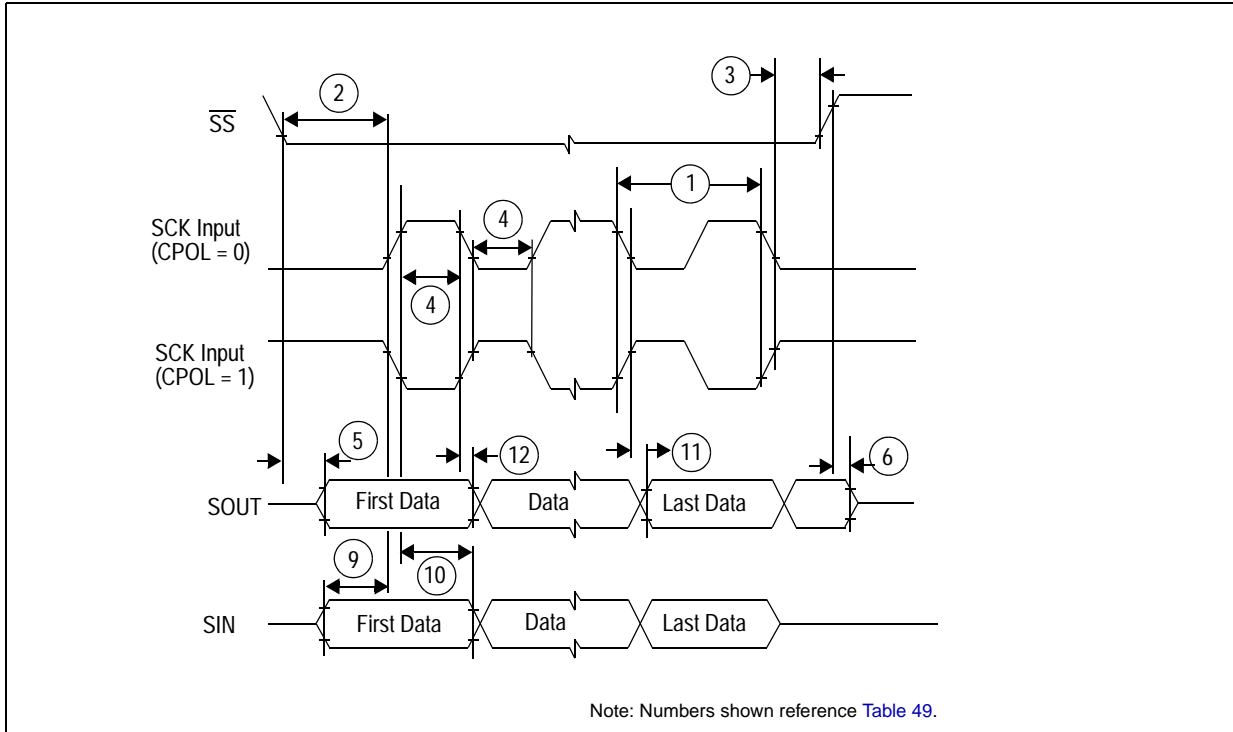 3
2
SS
1
SCK Input
(CPOL = 0)
4
4
SCK Input
(CPOL = 1)
5
12
11
6
SOUT
First Data
Data
Last Data
9
10
SIN
First Data
Data
Last Data
Note: Numbers shown reference Table 49.